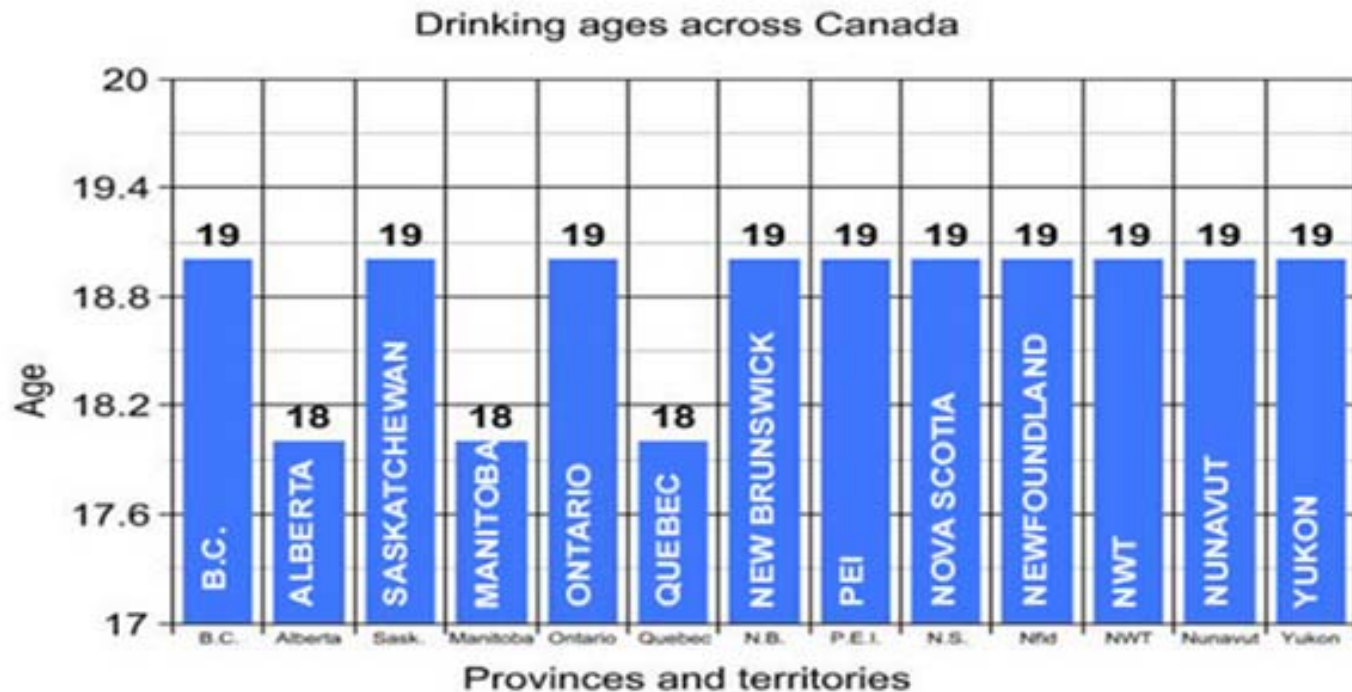 Drinking ages across Canada
20
19.4
18.8
18.2
17.6
17
Age
19
18
19
18
19
18
19
19
19
19
19
19
19
B.C.
ALBERTA
SASKATCHEWAN
MANITOBA
ONTARIO
QUEBEC
NEW BRUNSWICK
PEI
NOVA SCOTIA
NEWFOUNDLAND
NWT
NUNAVUT
YUKON
B.C. Alberta Sask. Manitoba Ontario Quebec N.B. P.E.I. N.S. Nfld NWT Nunavut Yukon
Provinces and territories